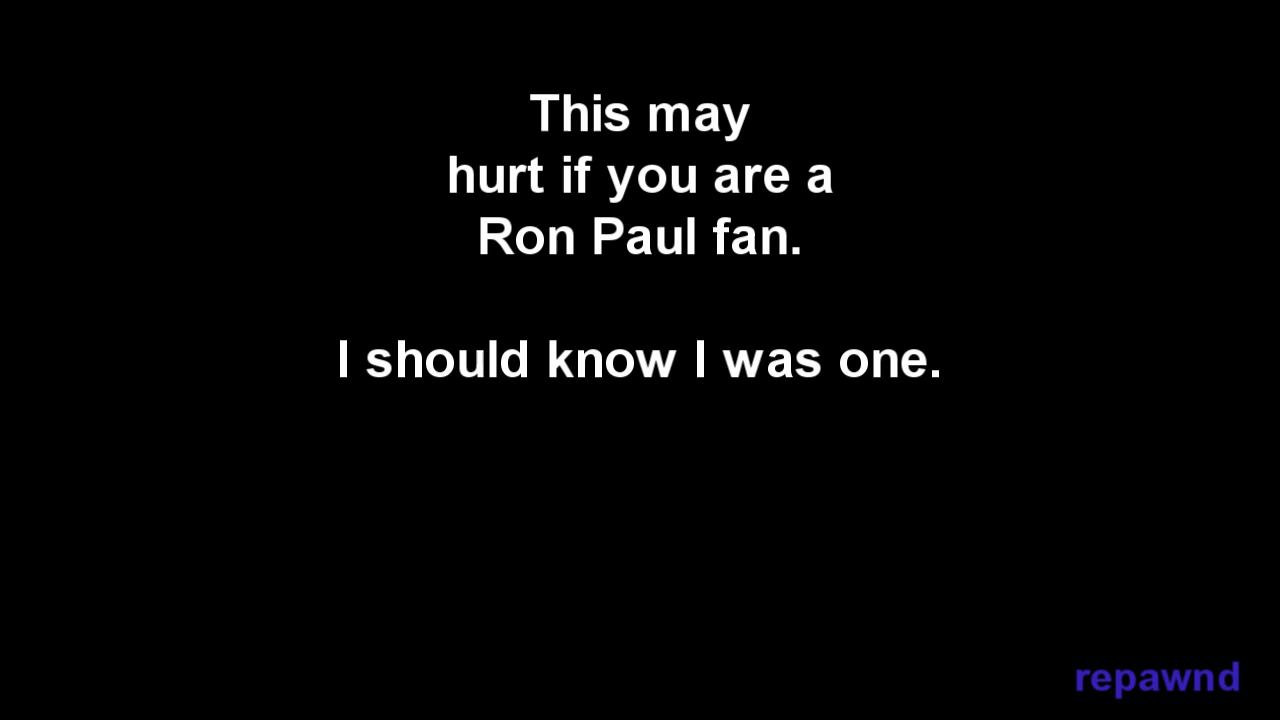 This may
hurt if you are a
Ron Paul fan.
I should know I was one.
repawnd